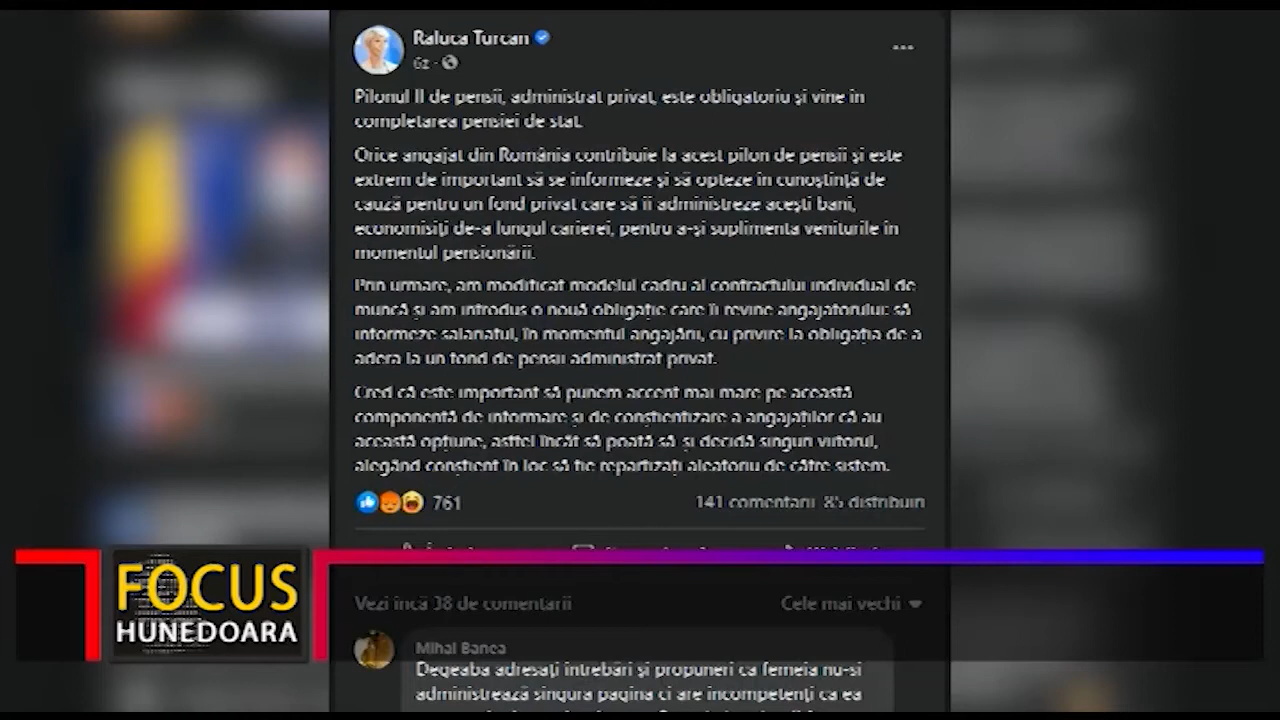 Raluca Turcan
6z
Pilonul II de pensii, administrat privat, este obligatoriu și vine în
completarea pensiei de stat.
Orice angajat din România contribuie la acest pilon de pensii și este
extrem de important să se informeze și să opteze în cunoștință de
cauză pentru un fond privat care să îi administreze acești bani,
economisiți de-a lungul carierei, pentru a-și suplimenta veniturile în
momentul pensionării.
Prin urmare, am modificat modelul cadru al contractului individual de
muncă și am introdus o nouă obligație care îi revine angajatorului: să
informeze salariatul, în momentul angajării, cu privire la obligația de a
adera la un fond de pensii administrat privat.
Cred că este important să punem accent mai mare pe această
componentă de informare și de conștientizare a angajaților că au
această opțiune, astfel încât să poată să-și decidă singuri viitorul,
alegând conștient în loc să fie repartizați aleatoriu de către sistem.
761
141 comentarii 85 distribuiri
FOCUS
HUNEDOARA
Vezi încă 38 de comentarii
Cele mai vechi
Mihai Banca
Degeaba adresați intrebări și propuneri ca femeia nu-si
administrează singura pagina ci are incompetenți ca ea